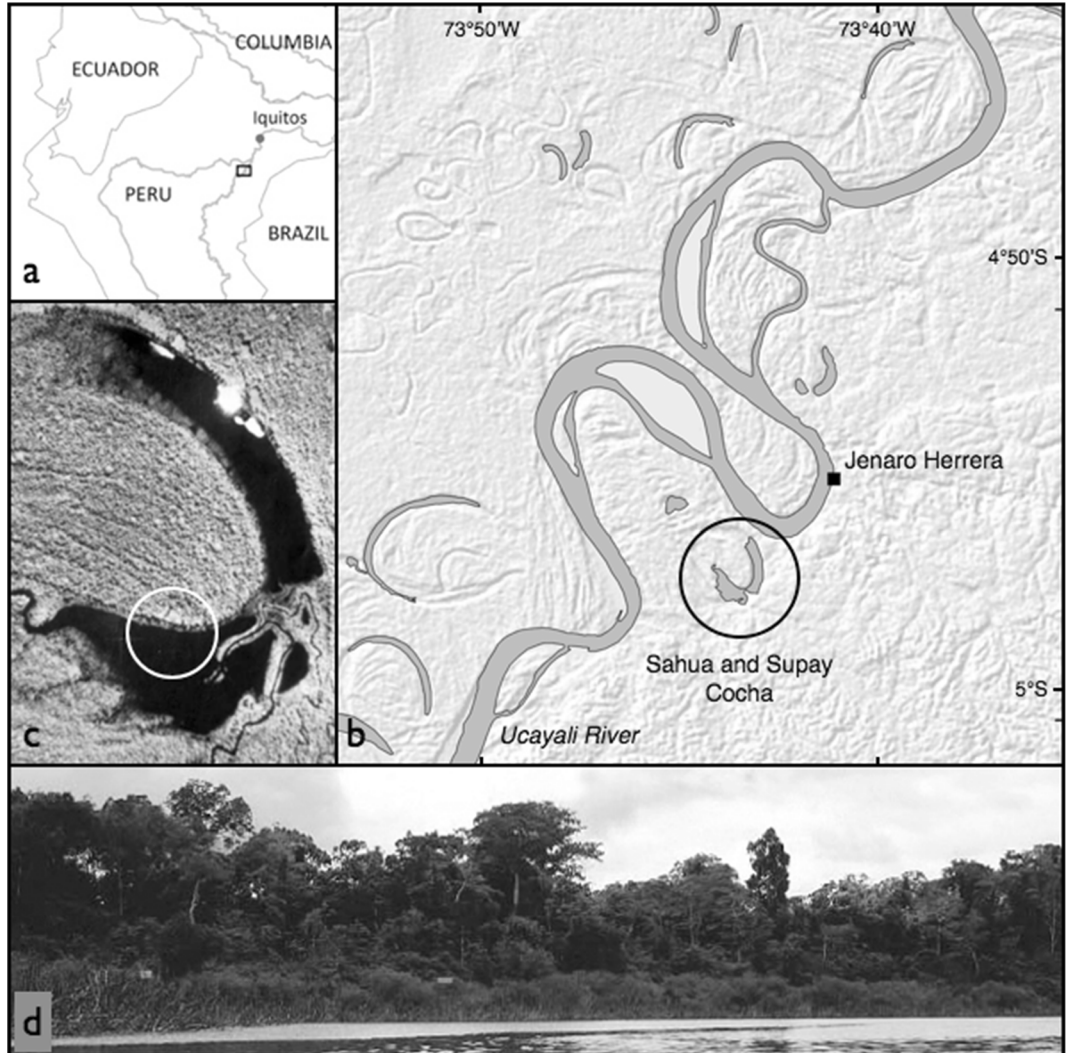 COLUMBIA
ECUADOR
Iquitos
PERU
BRAZIL
a
73°50'W
73°40'W
4°50'S
Jenaro Herrera
Sahua and Supay
Cocha
5°S
Ucayali River
b
c
d